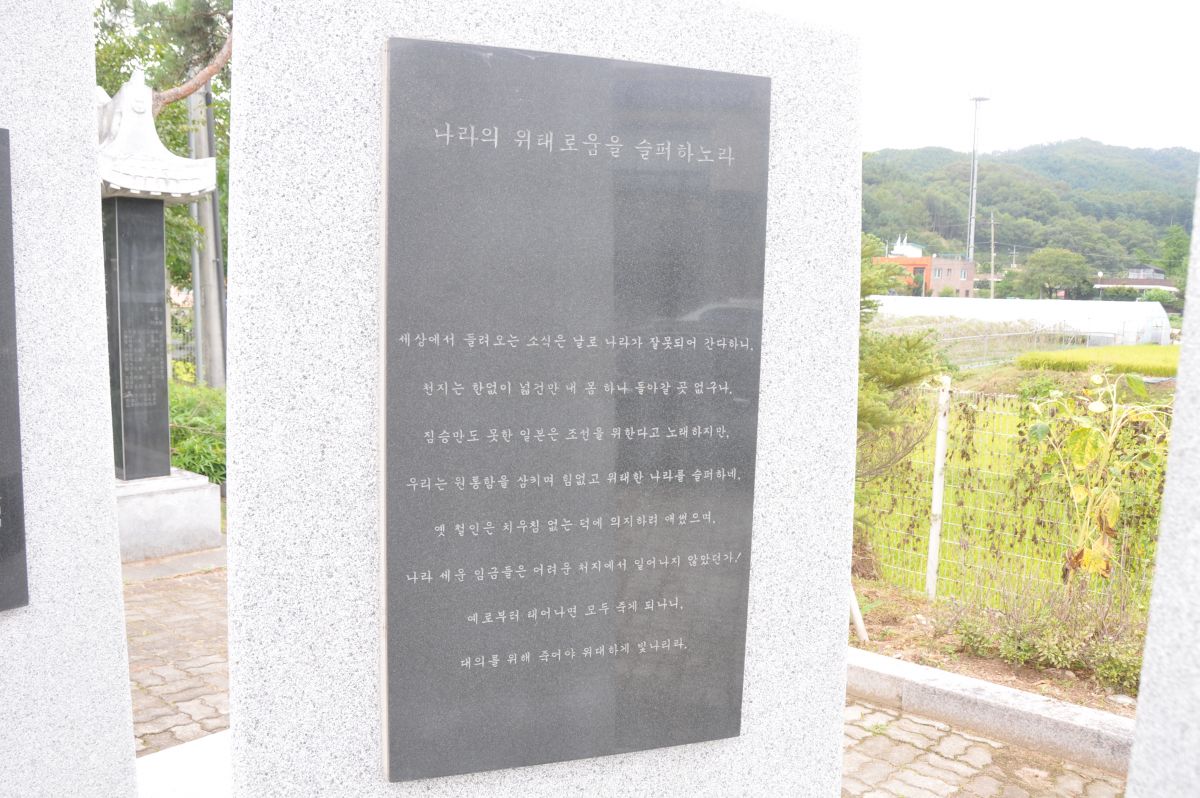 나라의 위태로움을 슬퍼하노라
세상에서 들려오는 소식은 날로 나라가 잘못되어 간다하니,
천지는 한없이 넓건만 내 몸 하나 돌아갈 곳 없구나.
짐승만도 못한 일본은 조선을 위한다고 노래하지만,
우리는 원통함을 삼키며 힘없고 위태한 나라를 슬퍼하네.
옛 철인은 치우침 없는 덕에 의지하려 애썼으며,
나라 세운 임금들은 어려운 처지에서 일어나지 않았던가!
예로부터 태어나면 모두 죽게 되나니,
대의를 위해 죽어야 위대하게 빛나리라.